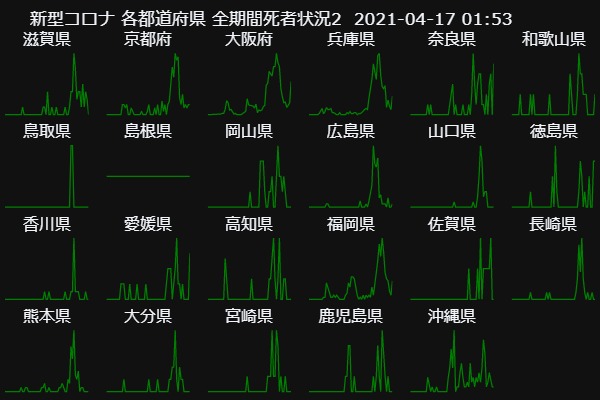 新型コロナ 各都道府県 全期間死者状況2 2021-04-17 01:53
滋賀県 京都府 大阪府 兵庫県 奈良県 和歌山県
鳥取県 島根県 岡山県 広島県 山口県 徳島県
香川県 愛媛県 高知県 福岡県 佐賀県 長崎県
熊本県 大分県 宮崎県 鹿児島県 沖縄県